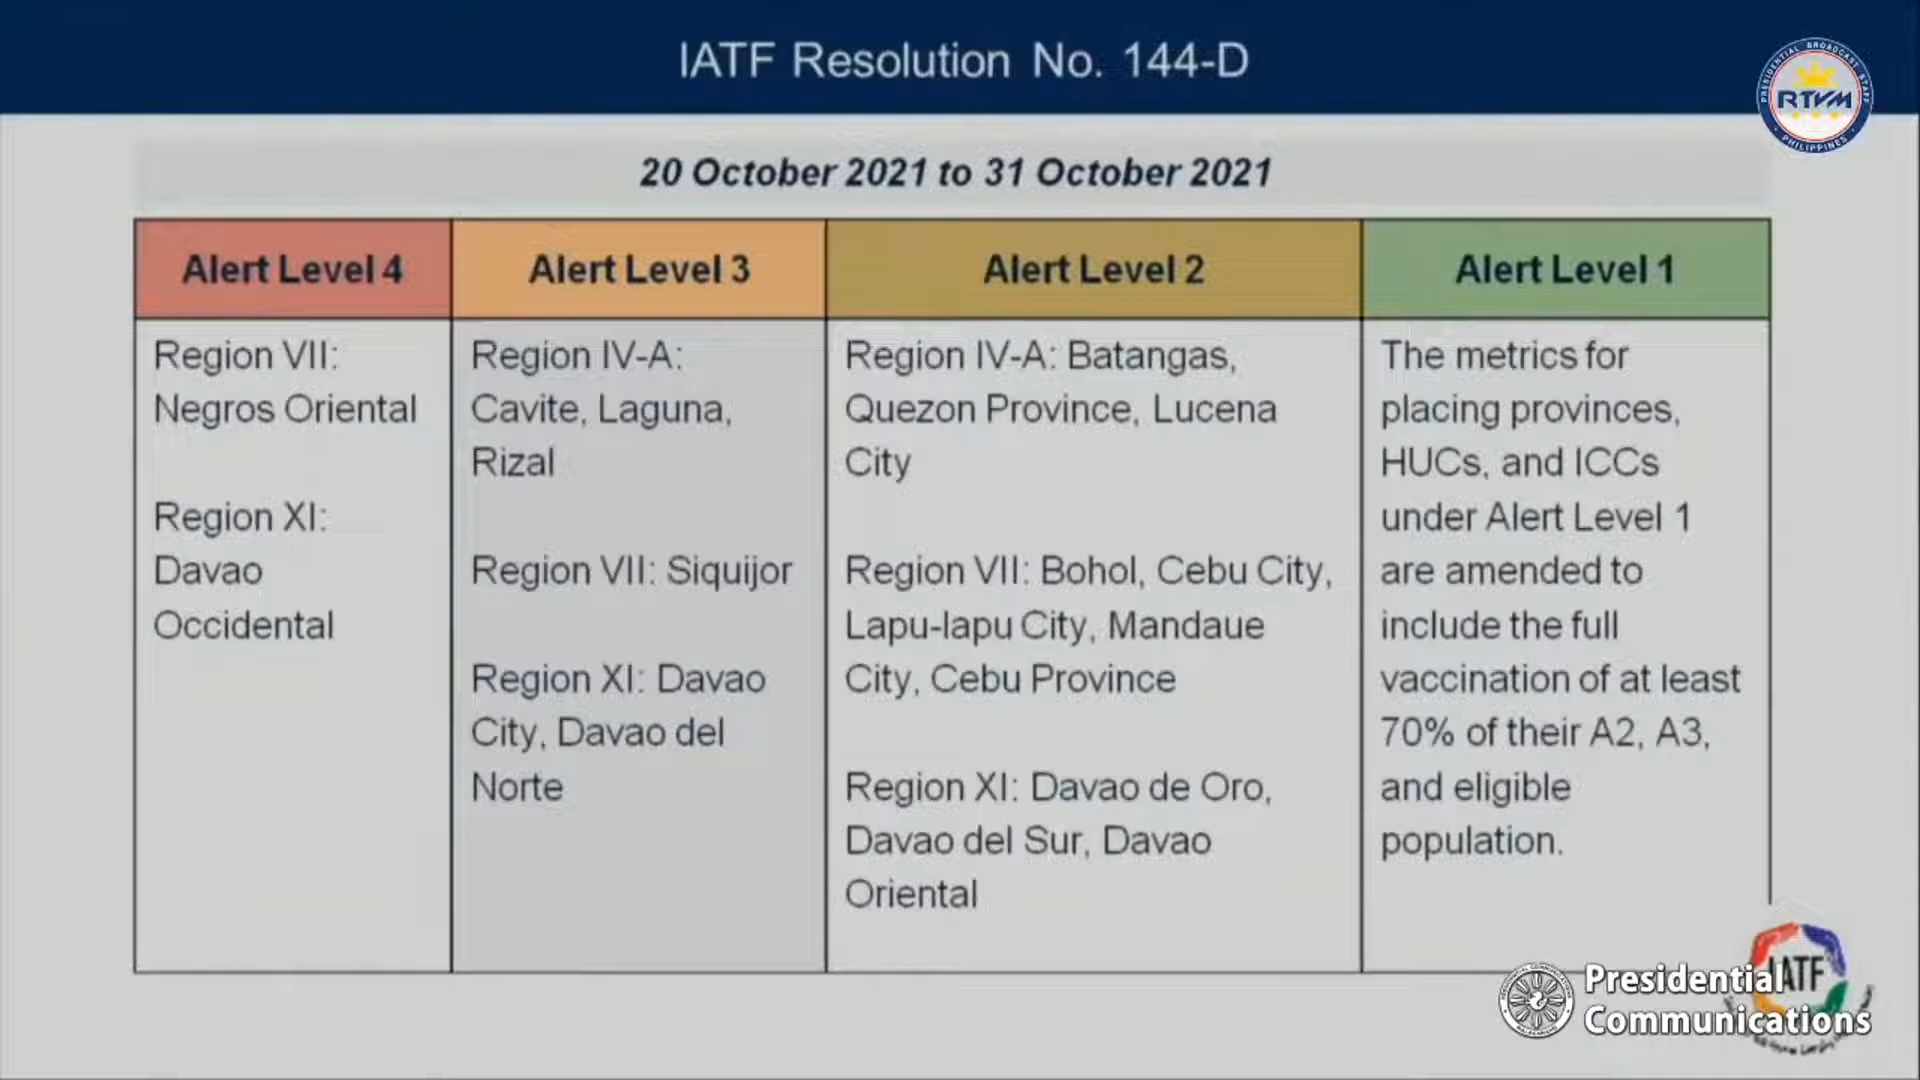 IATF Resolution No. 144-D
PRESIDENTIAL BROADCAST STAFF
RTVM
PHILIPPINES
20 October 2021 to 31 October 2021
Alert Level 4
Region VII:
Negros Oriental
Region XI:
Davao
Occidental
Alert Level 3
Region IV-A:
Cavite, Laguna,
Rizal
Region VII: Siquijor
Region XI: Davao
City, Davao del
Norte
Alert Level 2
Region IV-A: Batangas,
Quezon Province, Lucena
City
Region VII: Bohol, Cebu City,
Lapu-lapu City, Mandaue
City, Cebu Province
Region XI: Davao de Oro,
Davao del Sur, Davao
Oriental
Alert Level 1
The metrics for
placing provinces,
HUCs, and ICCs
under Alert Level 1
are amended to
include the full
vaccination of at least
70% of their A2, A3,
and eligible
population.
IATF
Presidential
Communications